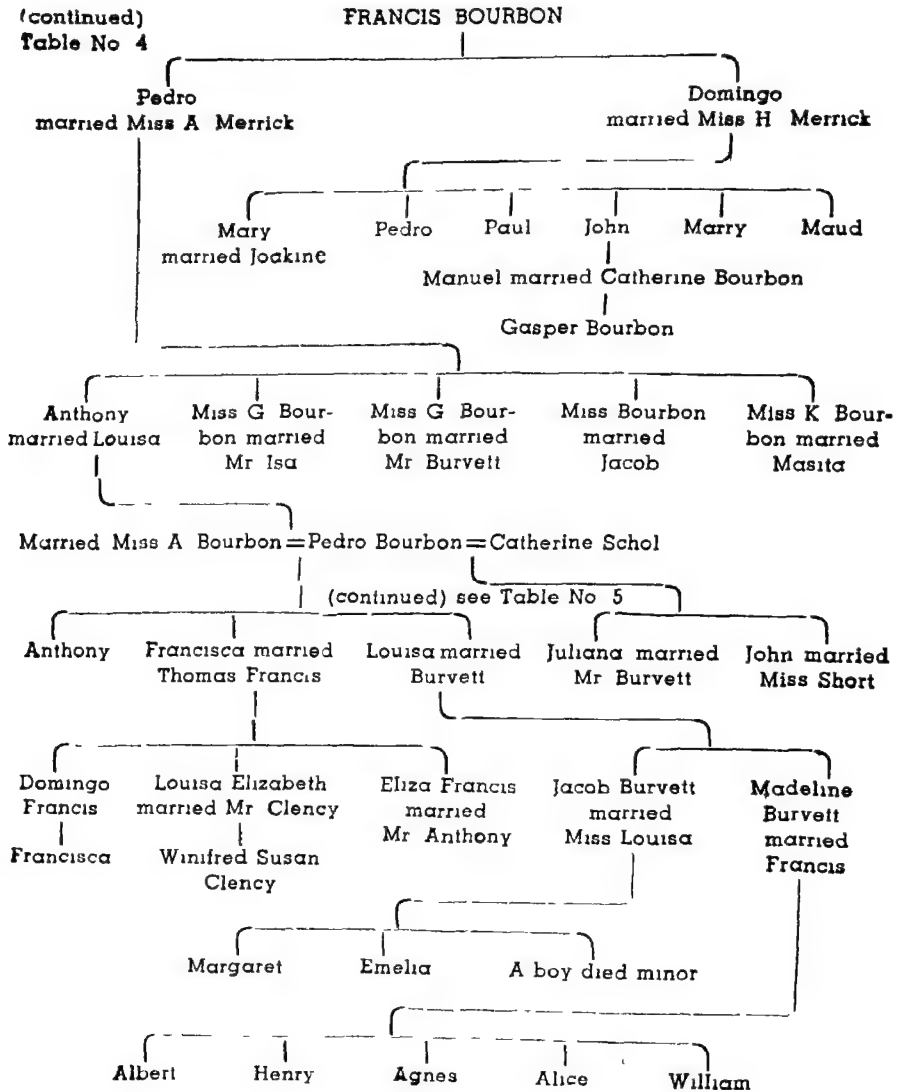 (continued)
Table No 4
FRANCIS BOURBON
Pedro
married Miss A Merrick
Domingo
married Miss H Merrick
Mary
married Joakine
Pedro
Paul
John
Marry
Maud
Manuel married Catherine Bourbon
Gasper Bourbon
Anthony
married Louisa
Miss G Bour-
bon married
Mr Isa
Miss G Bour-
bon married
Mr Burvett
Miss Bourbon
married
Jacob
Miss K Bour-
bon married
Masita
Married Miss A Bourbon=Pedro Bourbon=Catherine Schol
(continued) see Table No 5
Anthony
Francisca married
Thomas Francis
Louisa married
Burvett
Juliana married
Mr Burvett
John married
Miss Short
Domingo
Francis
Francisca
Louisa Elizabeth
married Mr Clency
Winifred Susan
Clency
Eliza Francis
married
Mr Anthony
Jacob Burvett
married
Miss Louisa
Madeline
Burvett
married
Francis
Margaret
Emelia
A boy died minor
Albert
Henry
Agnes
Alice
William